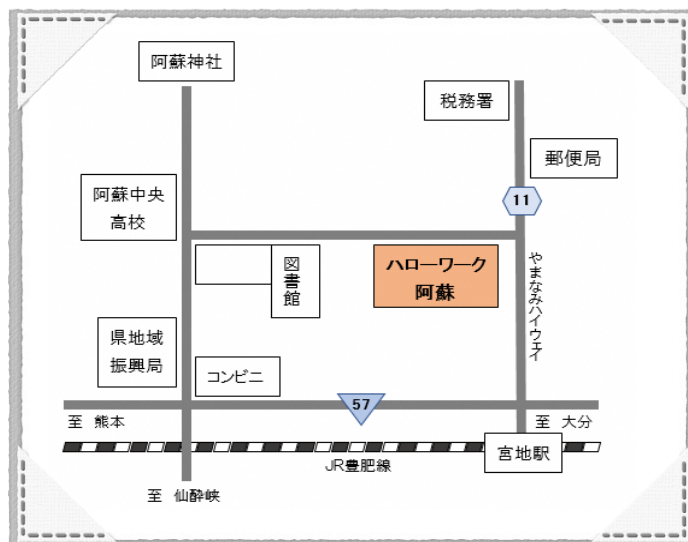 阿蘇神社
税務署
郵便局
阿蘇中央
高校
11
ハローワーク
阿蘇
図書館
やまなみハイウェイ
県地域
振興局
コンビニ
57
至 熊本
至 大分
宮地駅
JR豊肥線
至 仙酔峡